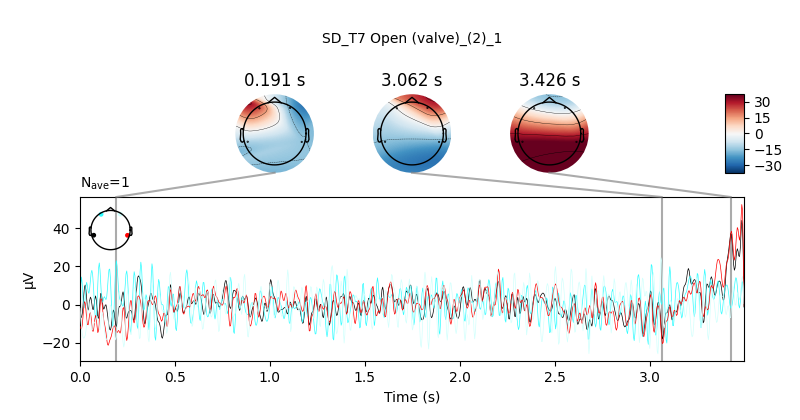 SD_T7 Open (valve)_(2)_1
0.191 s
3.062 s
3.426 s
30
15
0
−15
−30
Nave=1
40
20
0
−20
µV
0.0
0.5
1.0
1.5
2.0
2.5
3.0
Time (s)